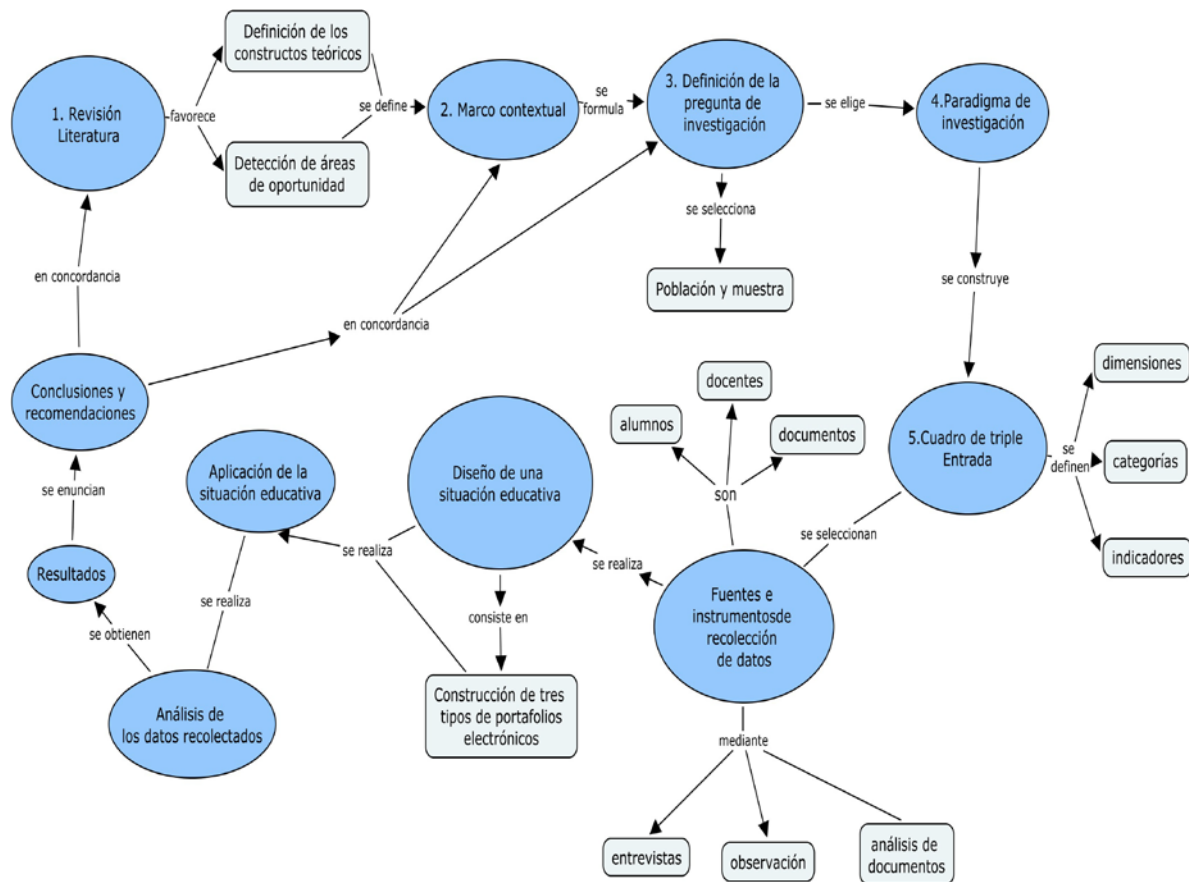 Definición de los
constructos teóricos
1. Revisión
Literatura
favorece
Detección de áreas
de oportunidad
se define
2. Marco contextual
se
formula
3. Definición de la
pregunta de
investigación
se elige
4.Paradigma de
investigación
se selecciona
Población y muestra
se construye
en concordancia
en concordancia
Conclusiones y
recomendaciones
dimensiones
5.Cuadro de triple
Entrada
se
definen
categorías
indicadores
docentes
alumnos
documentos
son
se seleccionan
Fuentes e
instrumentosde
recolección
de datos
mediante
entrevistas
observación
análisis de
documentos
se realiza
Diseño de una
situación educativa
consiste en
Construcción de tres
tipos de portafolios
electrónicos
se realiza
Aplicación de la
situación educativa
se realiza
Análisis de
los datos recolectados
se obtienen
Resultados
se enuncian